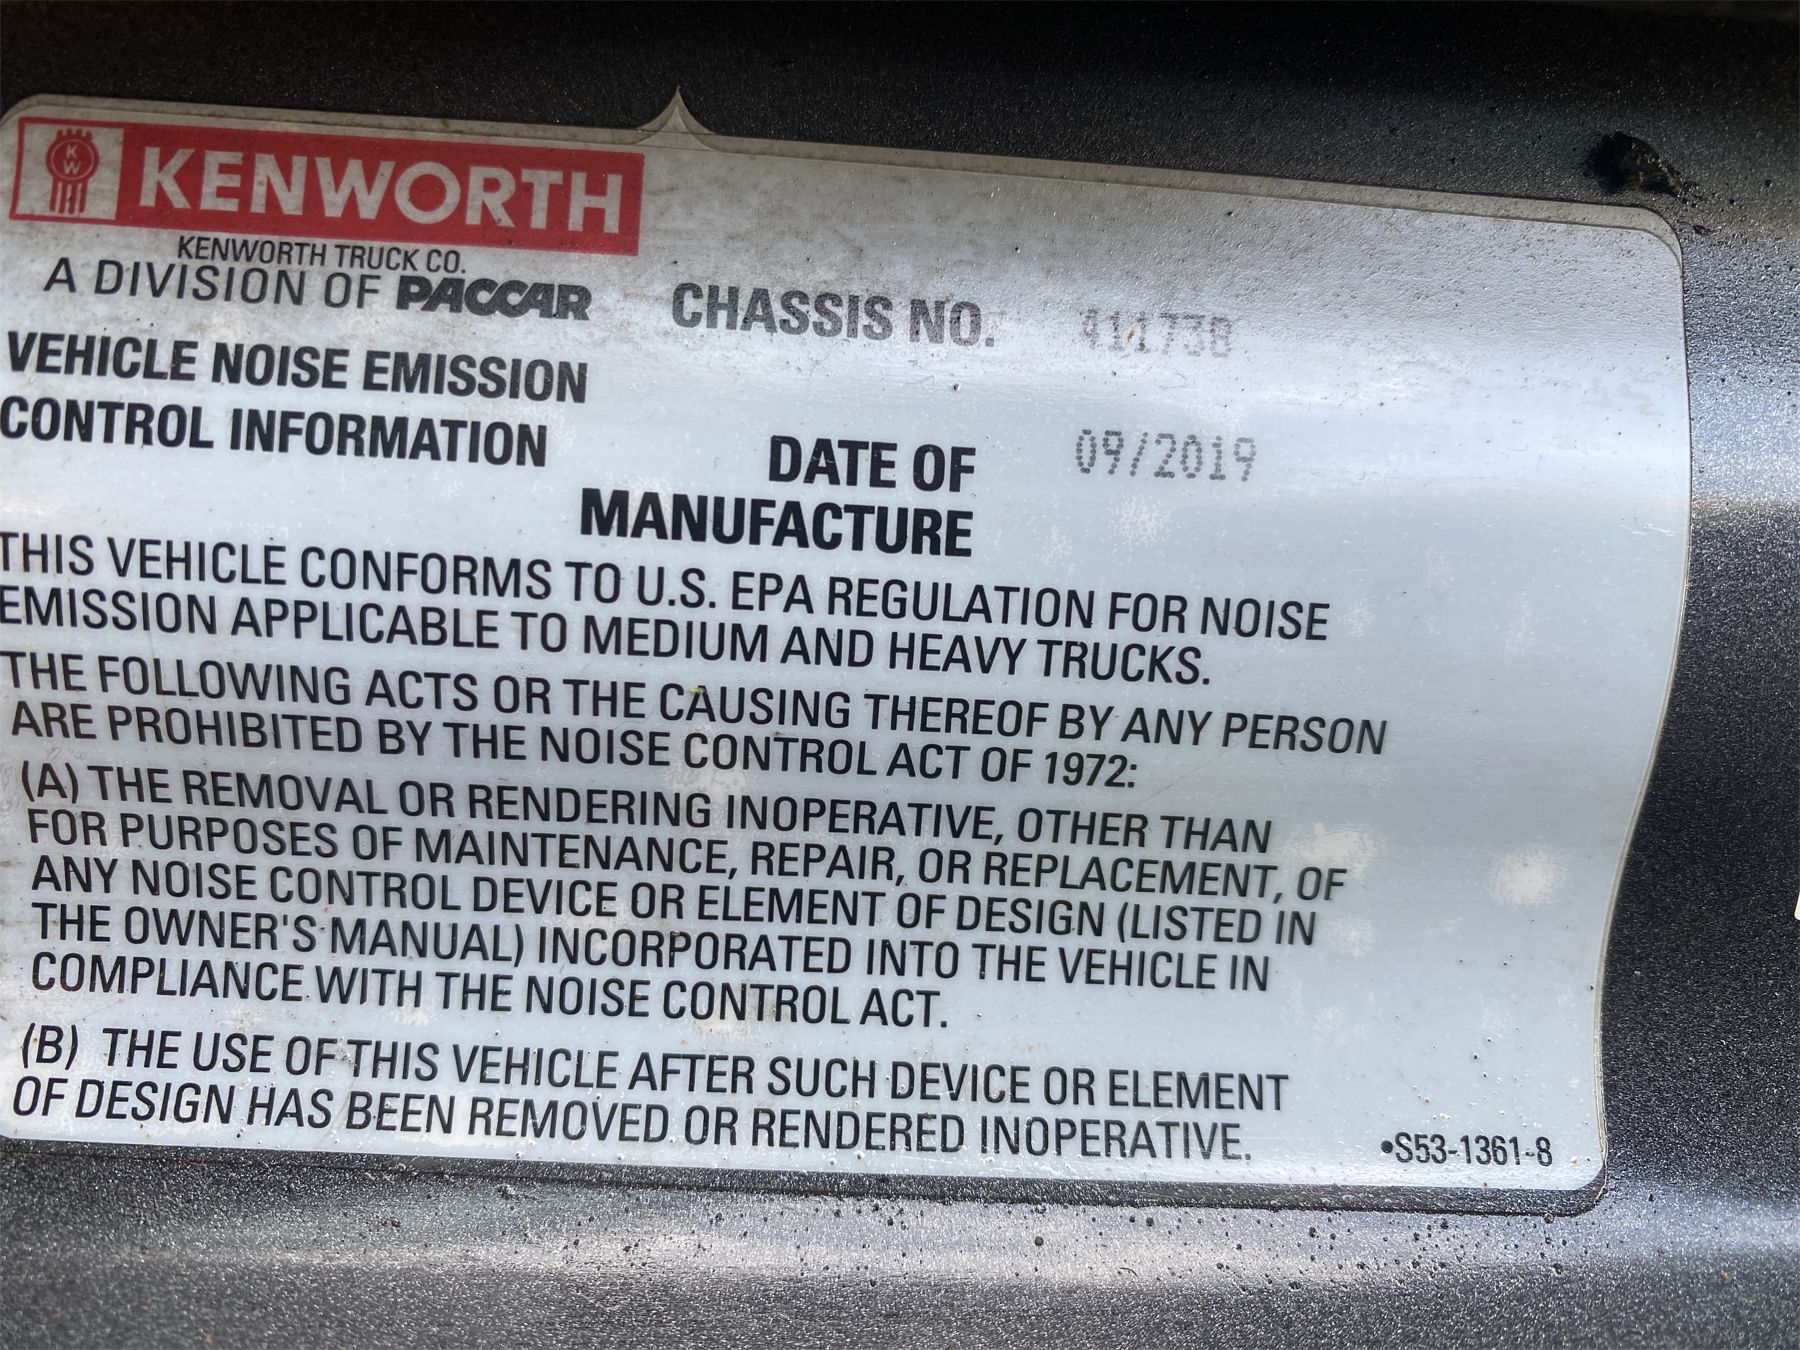 KW KENWORTH
KENWORTH TRUCK CO.
A DIVISION OF PACCAR
CHASSIS NO. 411738
VEHICLE NOISE EMISSION
CONTROL INFORMATION
DATE OF 09/2019
MANUFACTURE
THIS VEHICLE CONFORMS TO U.S. EPA REGULATION FOR NOISE
EMISSION APPLICABLE TO MEDIUM AND HEAVY TRUCKS.
THE FOLLOWING ACTS OR THE CAUSING THEREOF BY ANY PERSON
ARE PROHIBITED BY THE NOISE CONTROL ACT OF 1972:
(A) THE REMOVAL OR RENDERING INOPERATIVE, OTHER THAN
FOR PURPOSES OF MAINTENANCE, REPAIR, OR REPLACEMENT, OF
ANY NOISE CONTROL DEVICE OR ELEMENT OF DESIGN (LISTED IN
THE OWNER'S MANUAL) INCORPORATED INTO THE VEHICLE IN
COMPLIANCE WITH THE NOISE CONTROL ACT.
(B) THE USE OF THIS VEHICLE AFTER SUCH DEVICE OR ELEMENT
OF DESIGN HAS BEEN REMOVED OR RENDERED INOPERATIVE.
•S53-1361-8